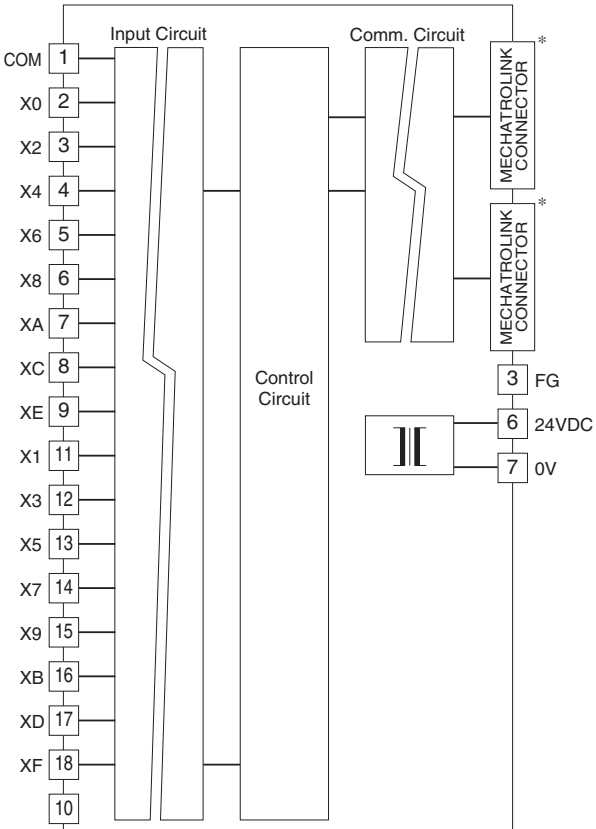 Input Circuit
Comm. Circuit
COM 1
X0 2
X2 3
X4 4
X6 5
X8 6
XA 7
XC 8
XE 9
X1 11
X3 12
X5 13
X7 14
X9 15
XB 16
XD 17
XF 18
10
Control
Circuit
MECHATROLINK
CONNECTOR
*
MECHATROLINK
CONNECTOR
*
3 FG
6 24VDC
7 0V